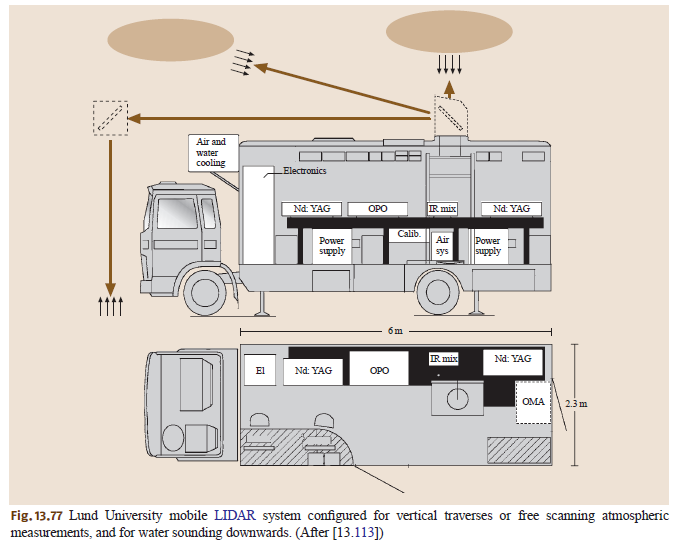 Air and
water
cooling
Electronics
Nd: YAG
OPO
IR mix
Nd: YAG
Power
supply
Calib.
Air
sys
Power
supply
6 m
El
Nd: YAG
OPO
IR mix
Nd: YAG
OMA
2.3 m
Fig. 13.77 Lund University mobile LIDAR system configured for vertical traverses or free scanning atmospheric
measurements, and for water sounding downwards. (After [13.113])